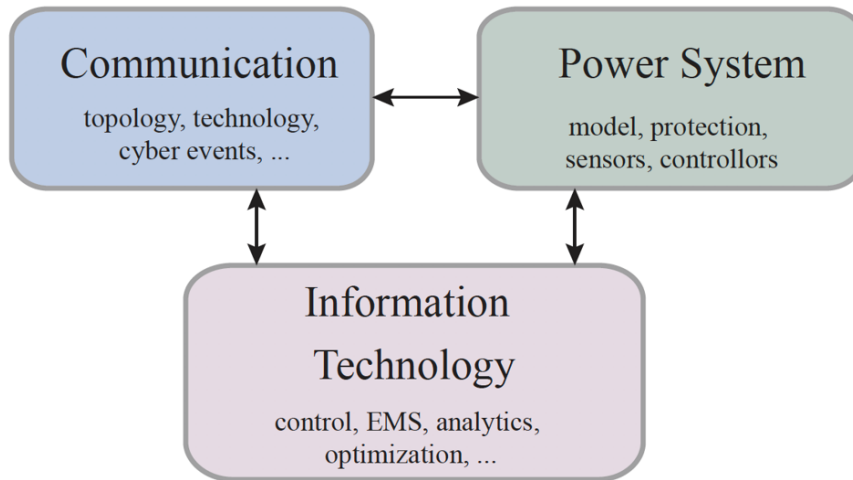 Communication
topology, technology,
cyber events, ...
Power System
model, protection,
sensors, controllors
Information
Technology
control, EMS, analytics,
optimization, ...